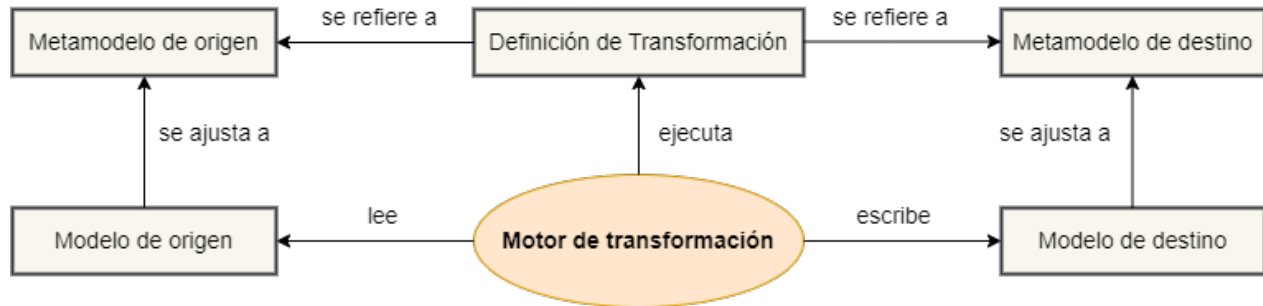 se refiere a
se refiere a
Metamodelo de origen
Definición de Transformación
Metamodelo de destino
se ajusta a
ejecuta
se ajusta a
lee
escribe
Modelo de origen
Motor de transformación
Modelo de destino